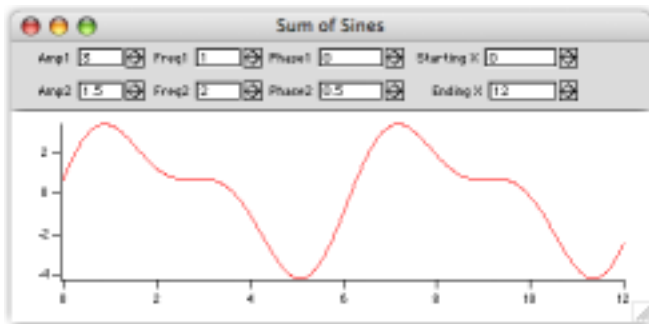 Sum of Sines
Amp1 3 Freq1 1 Phase1 0 Starting X 0
Amp2 1.5 Freq2 2 Phase2 0.5 Ending X 12
2
0
-2
-4
0 2 4 6 8 10 12